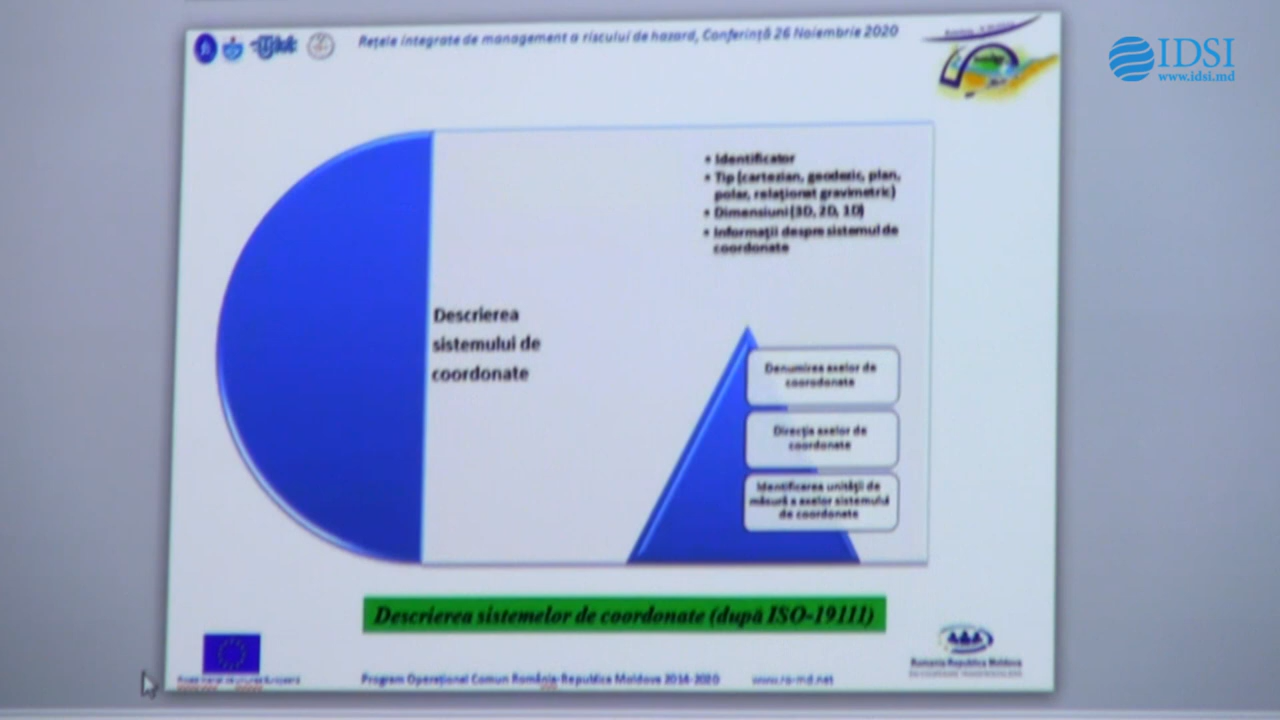 Rețele integrate de management a riscului de hazard, Conferință 26 Noiembrie 2020
IDSI
www.idsi.md
• Identificator
• Tip (cartezian, geodezic, plan,
polar, relaționat gravimetric)
• Dimensiuni (3D, 2D, 1D)
• Informații despre sistemul de
coordonate
Descrierea
sistemului de
coordonate
Denumirea axelor de
coorodonate
Direcția axelor de
coordonate
Identificarea unității de
măsură a axelor sistemului
de coordonate
Descrierea sistemelor de coordonate (după ISO-19111)
Romania-Republica Moldova
Program Operațional Comun România-Republica Moldova 2014-2020
www.ro-md.net